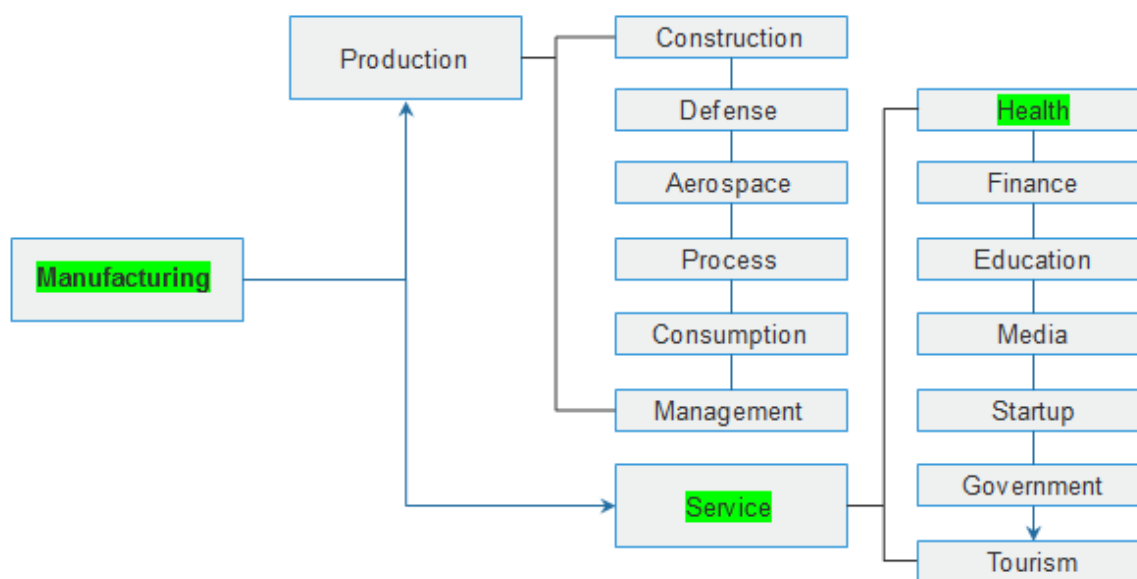 Production
Construction
Defense
Aerospace
Process
Consumption
Management
Manufacturing
Service
Health
Finance
Education
Media
Startup
Government
Tourism